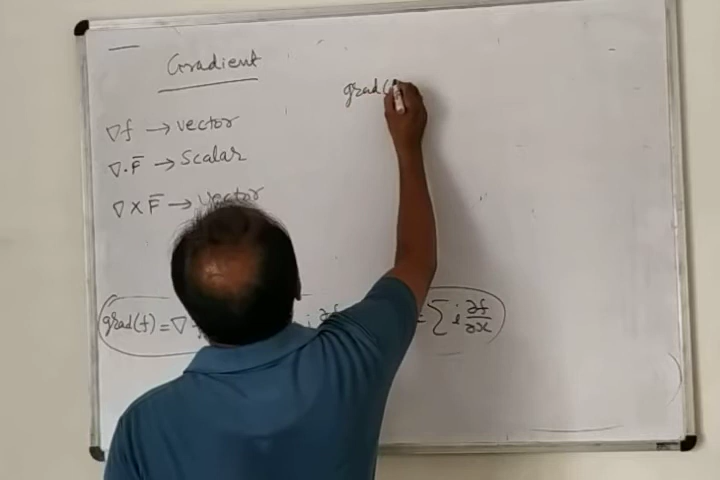 Gradient
grad(
∇f → vector
∇.F̄ → Scalar
∇×F̄ → vector
grad(f) = ∇ = Σ i ∂f/∂x